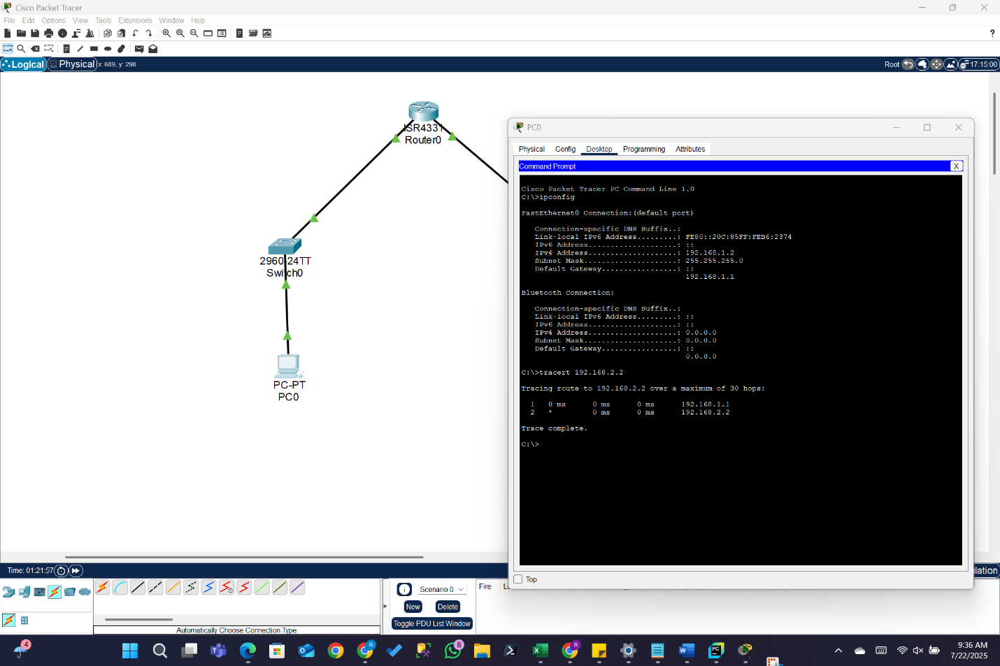 Cisco Packet Tracer
File Edit Options View Tools Extensions Window Help
?
Logical Physical x: 689, y: 298 Root 17:15:00
ISR4331
Router0
2960-24TT
Switch0
PC-PT
PC0
PC0
Physical Config Desktop Programming Attributes
Command Prompt X
Cisco Packet Tracer PC Command Line 1.0
C:\>ipconfig
FastEthernet0 Connection:(default port)
Connection-specific DNS Suffix..:
Link-local IPv6 Address.........: FE80::20C:85FF:FEB6:2374
IPv6 Address....................: ::
IPv4 Address....................: 192.168.1.2
Subnet Mask.....................: 255.255.255.0
Default Gateway.................: ::
192.168.1.1
Bluetooth Connection:
Connection-specific DNS Suffix..:
Link-local IPv6 Address.........: ::
IPv6 Address....................: ::
IPv4 Address....................: 0.0.0.0
Subnet Mask.....................: 0.0.0.0
Default Gateway.................: ::
0.0.0.0
C:\>tracert 192.168.2.2
Tracing route to 192.168.2.2 over a maximum of 30 hops:
1 0 ms 0 ms 0 ms 192.168.1.1
2 * 0 ms 0 ms 192.168.2.2
Trace complete.
C:\>
Top
Time: 01:21:57
lation
Scenario 0
New Delete
Toggle PDU List Window
Fire
Automatically Choose Connection Type
4
8
9:36 AM
7/22/2025